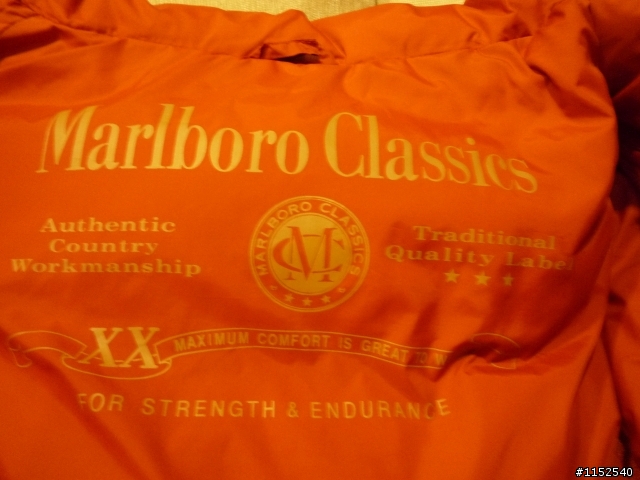 Marlboro Classics
Authentic
Country
Workmanship
MARLBORO CLASSICS
MC
Traditional
Quality Label
XX
MAXIMUM COMFORT IS GREAT TO
FOR STRENGTH & ENDURANCE
#1152540